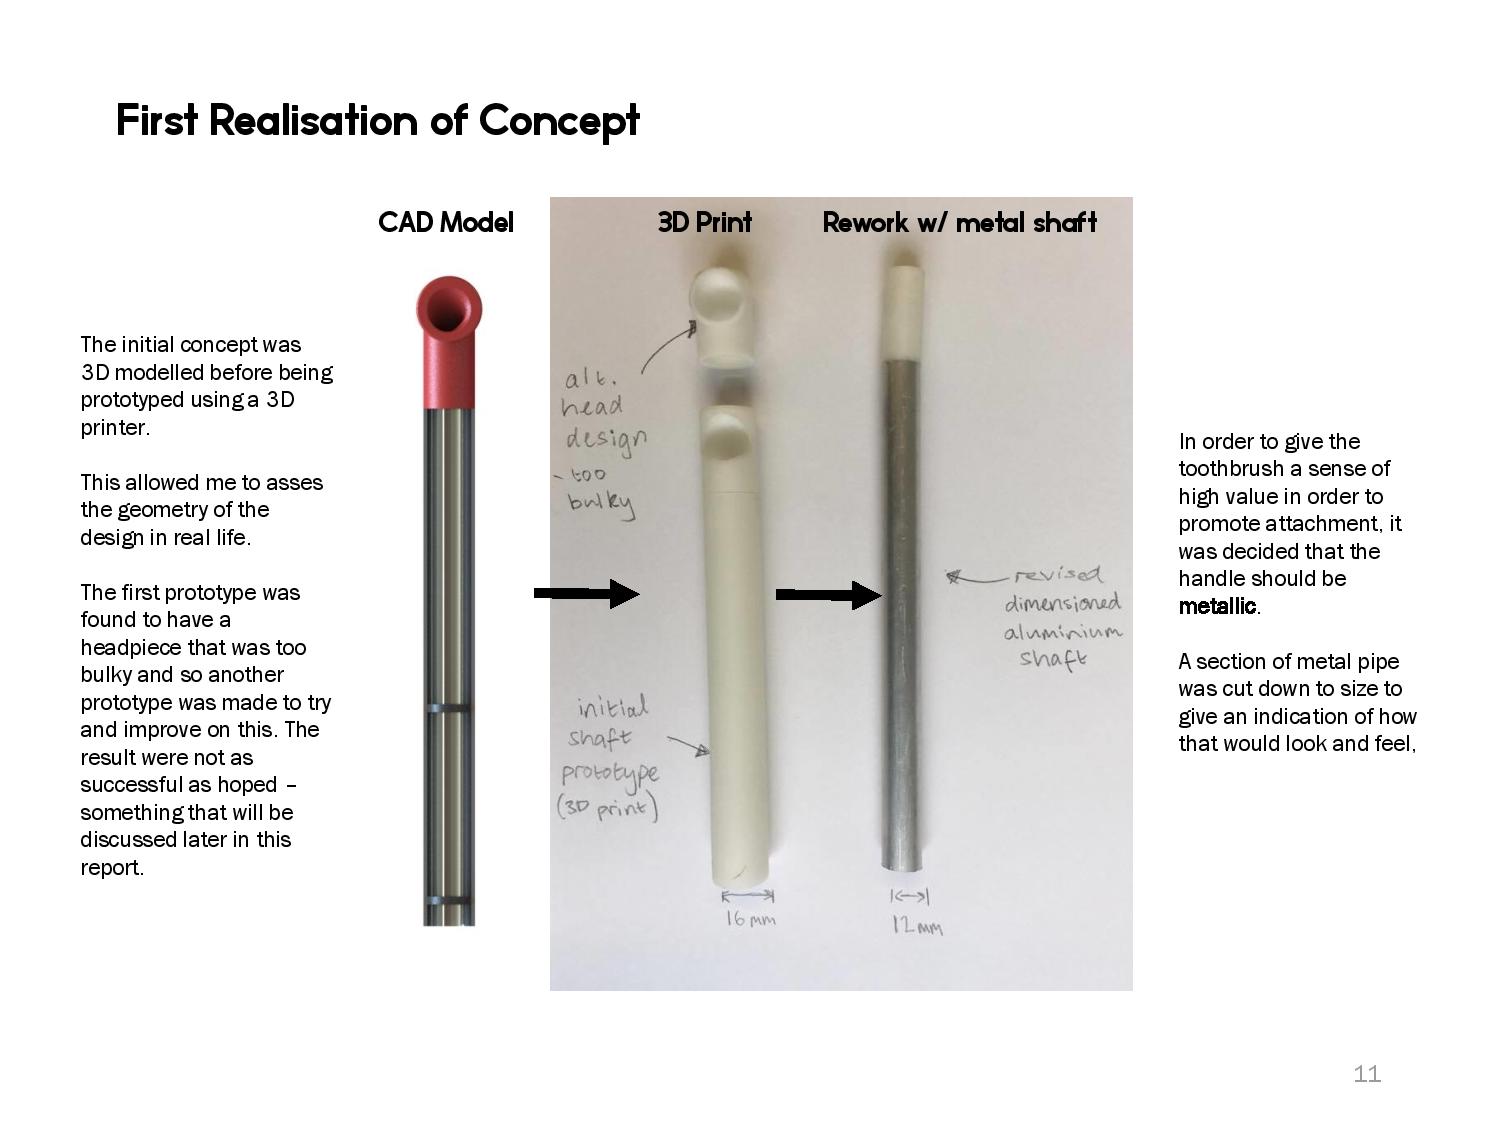 First Realisation of Concept
CAD Model
3D Print
Rework w/ metal shaft
The initial concept was
3D modelled before being
prototyped using a 3D
printer.
This allowed me to asses
the geometry of the
design in real life.
The first prototype was
found to have a
headpiece that was too
bulky and so another
prototype was made to try
and improve on this. The
result were not as
successful as hoped –
something that will be
discussed later in this
report.
alt.
head
design
- too
bulky
initial
shaft
prototype
(3D print)
16mm
revised
dimensioned
aluminium
shaft
12mm
In order to give the
toothbrush a sense of
high value in order to
promote attachment, it
was decided that the
handle should be
metallic.
A section of metal pipe
was cut down to size to
give an indication of how
that would look and feel,
11